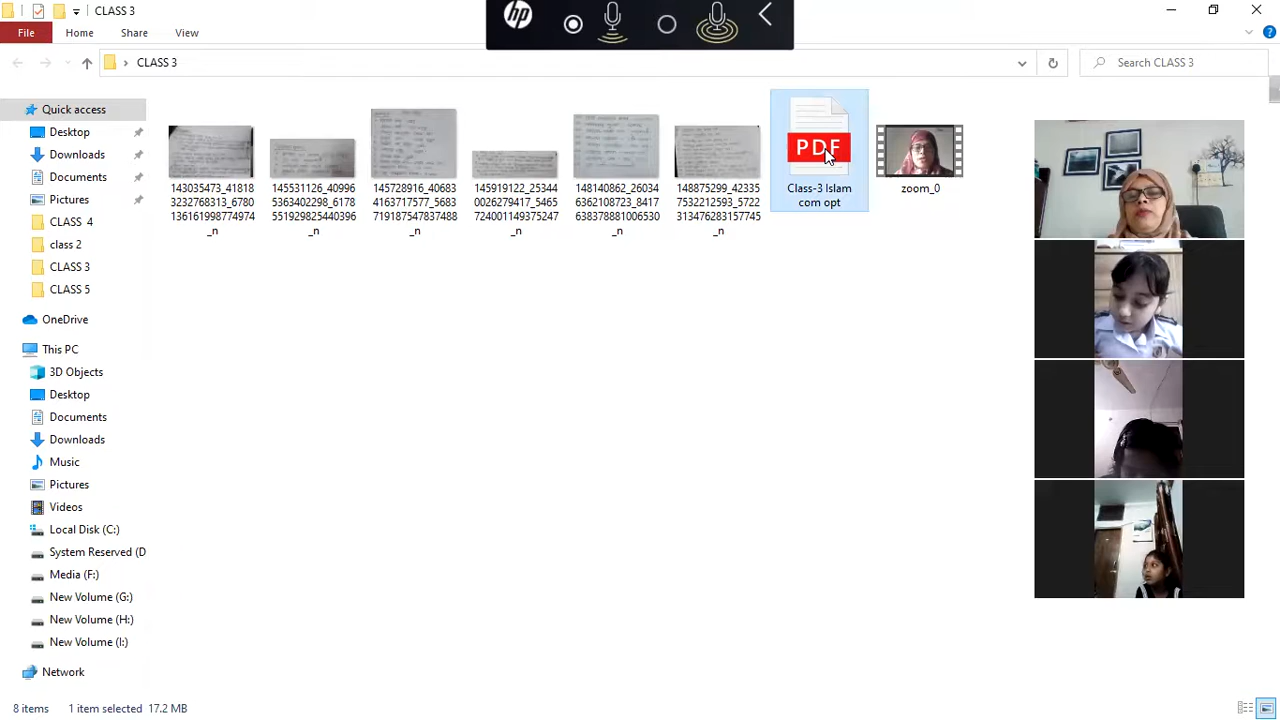 CLASS 3
File
Home
Share
View
hp
CLASS 3
Search CLASS 3
Quick access
Desktop
Downloads
Documents
Pictures
CLASS 4
class 2
CLASS 3
CLASS 5
OneDrive
This PC
3D Objects
Desktop
Documents
Downloads
Music
Pictures
Videos
Local Disk (C:)
System Reserved (D
Media (F:)
New Volume (G:)
New Volume (H:)
New Volume (I:)
Network
143035473_41818
3232768313_6780
136161998774974
_n
145531126_40996
5363402298_6178
551929825440396
_n
145728916_40683
4163717577_5683
719187547837488
_n
145919122_25344
0026279417_5465
724001149375247
_n
148140862_26034
6362108723_8417
638378881006530
_n
148875299_42335
7532212593_5722
313476283157745
_n
PDF
Class-3 Islam
com opt
zoom_0
8 items
1 item selected 17.2 MB